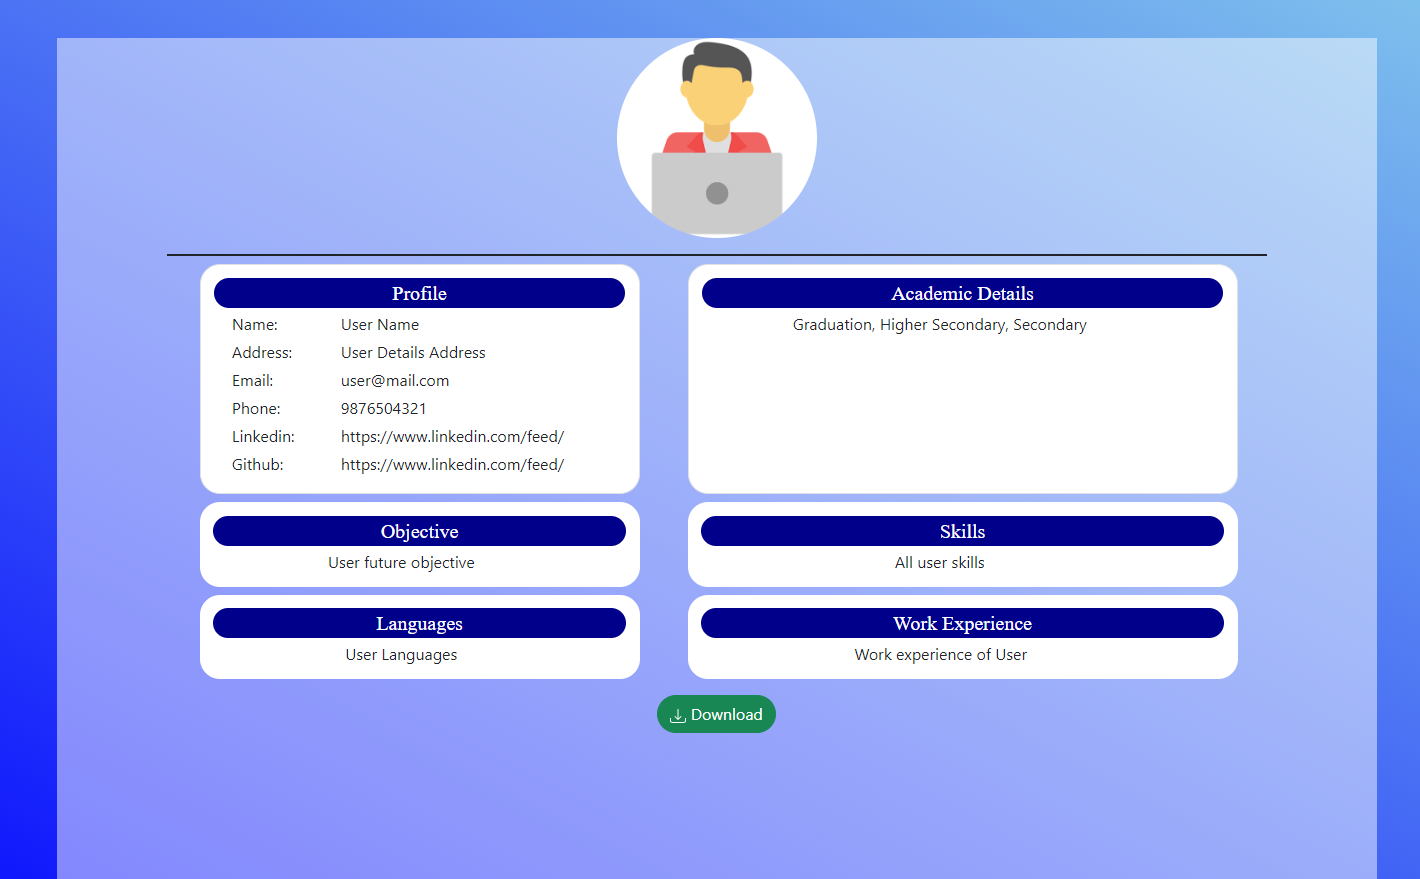 Profile
Name: User Name
Address: User Details Address
Email: user@mail.com
Phone: 9876504321
Linkedin: https://www.linkedin.com/feed/
Github: https://www.linkedin.com/feed/
Academic Details
Graduation, Higher Secondary, Secondary
Objective
User future objective
Skills
All user skills
Languages
User Languages
Work Experience
Work experience of User
Download